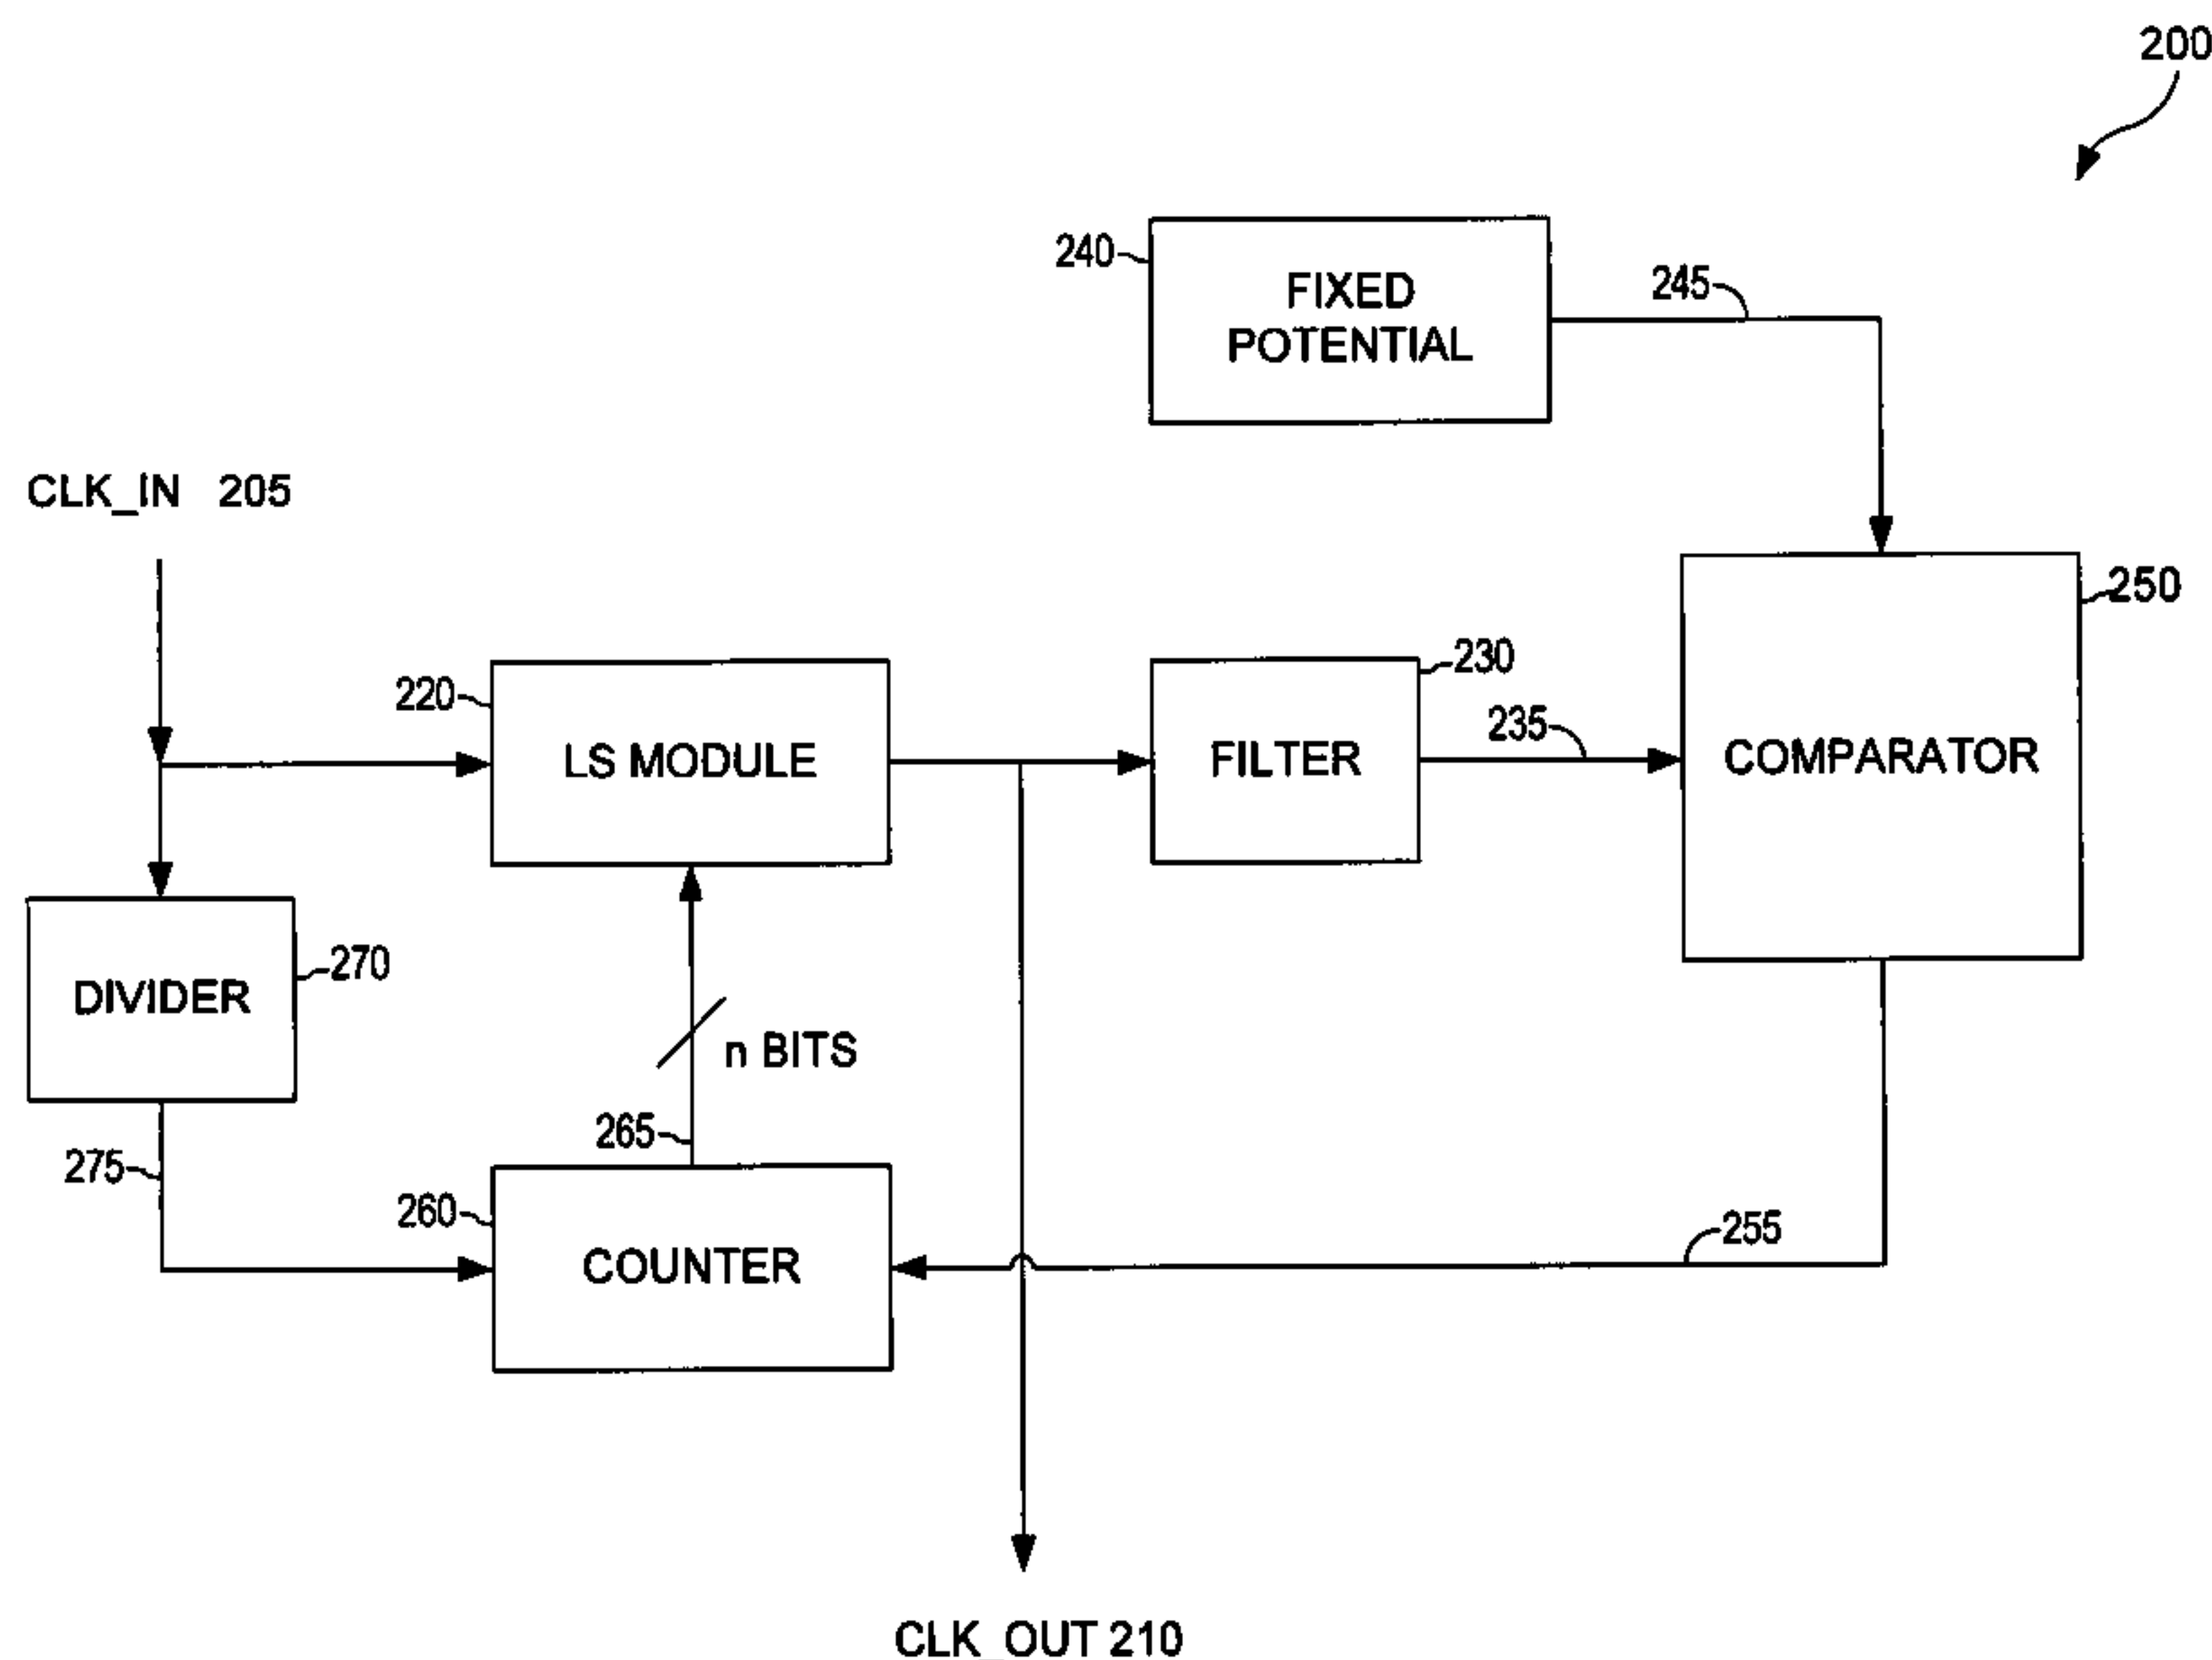 200
240
FIXED
POTENTIAL
245
CLK_IN 205
250
220
LS MODULE
230
FILTER
235
COMPARATOR
270
DIVIDER
n BITS
265
275
260
COUNTER
255
CLK_OUT 210